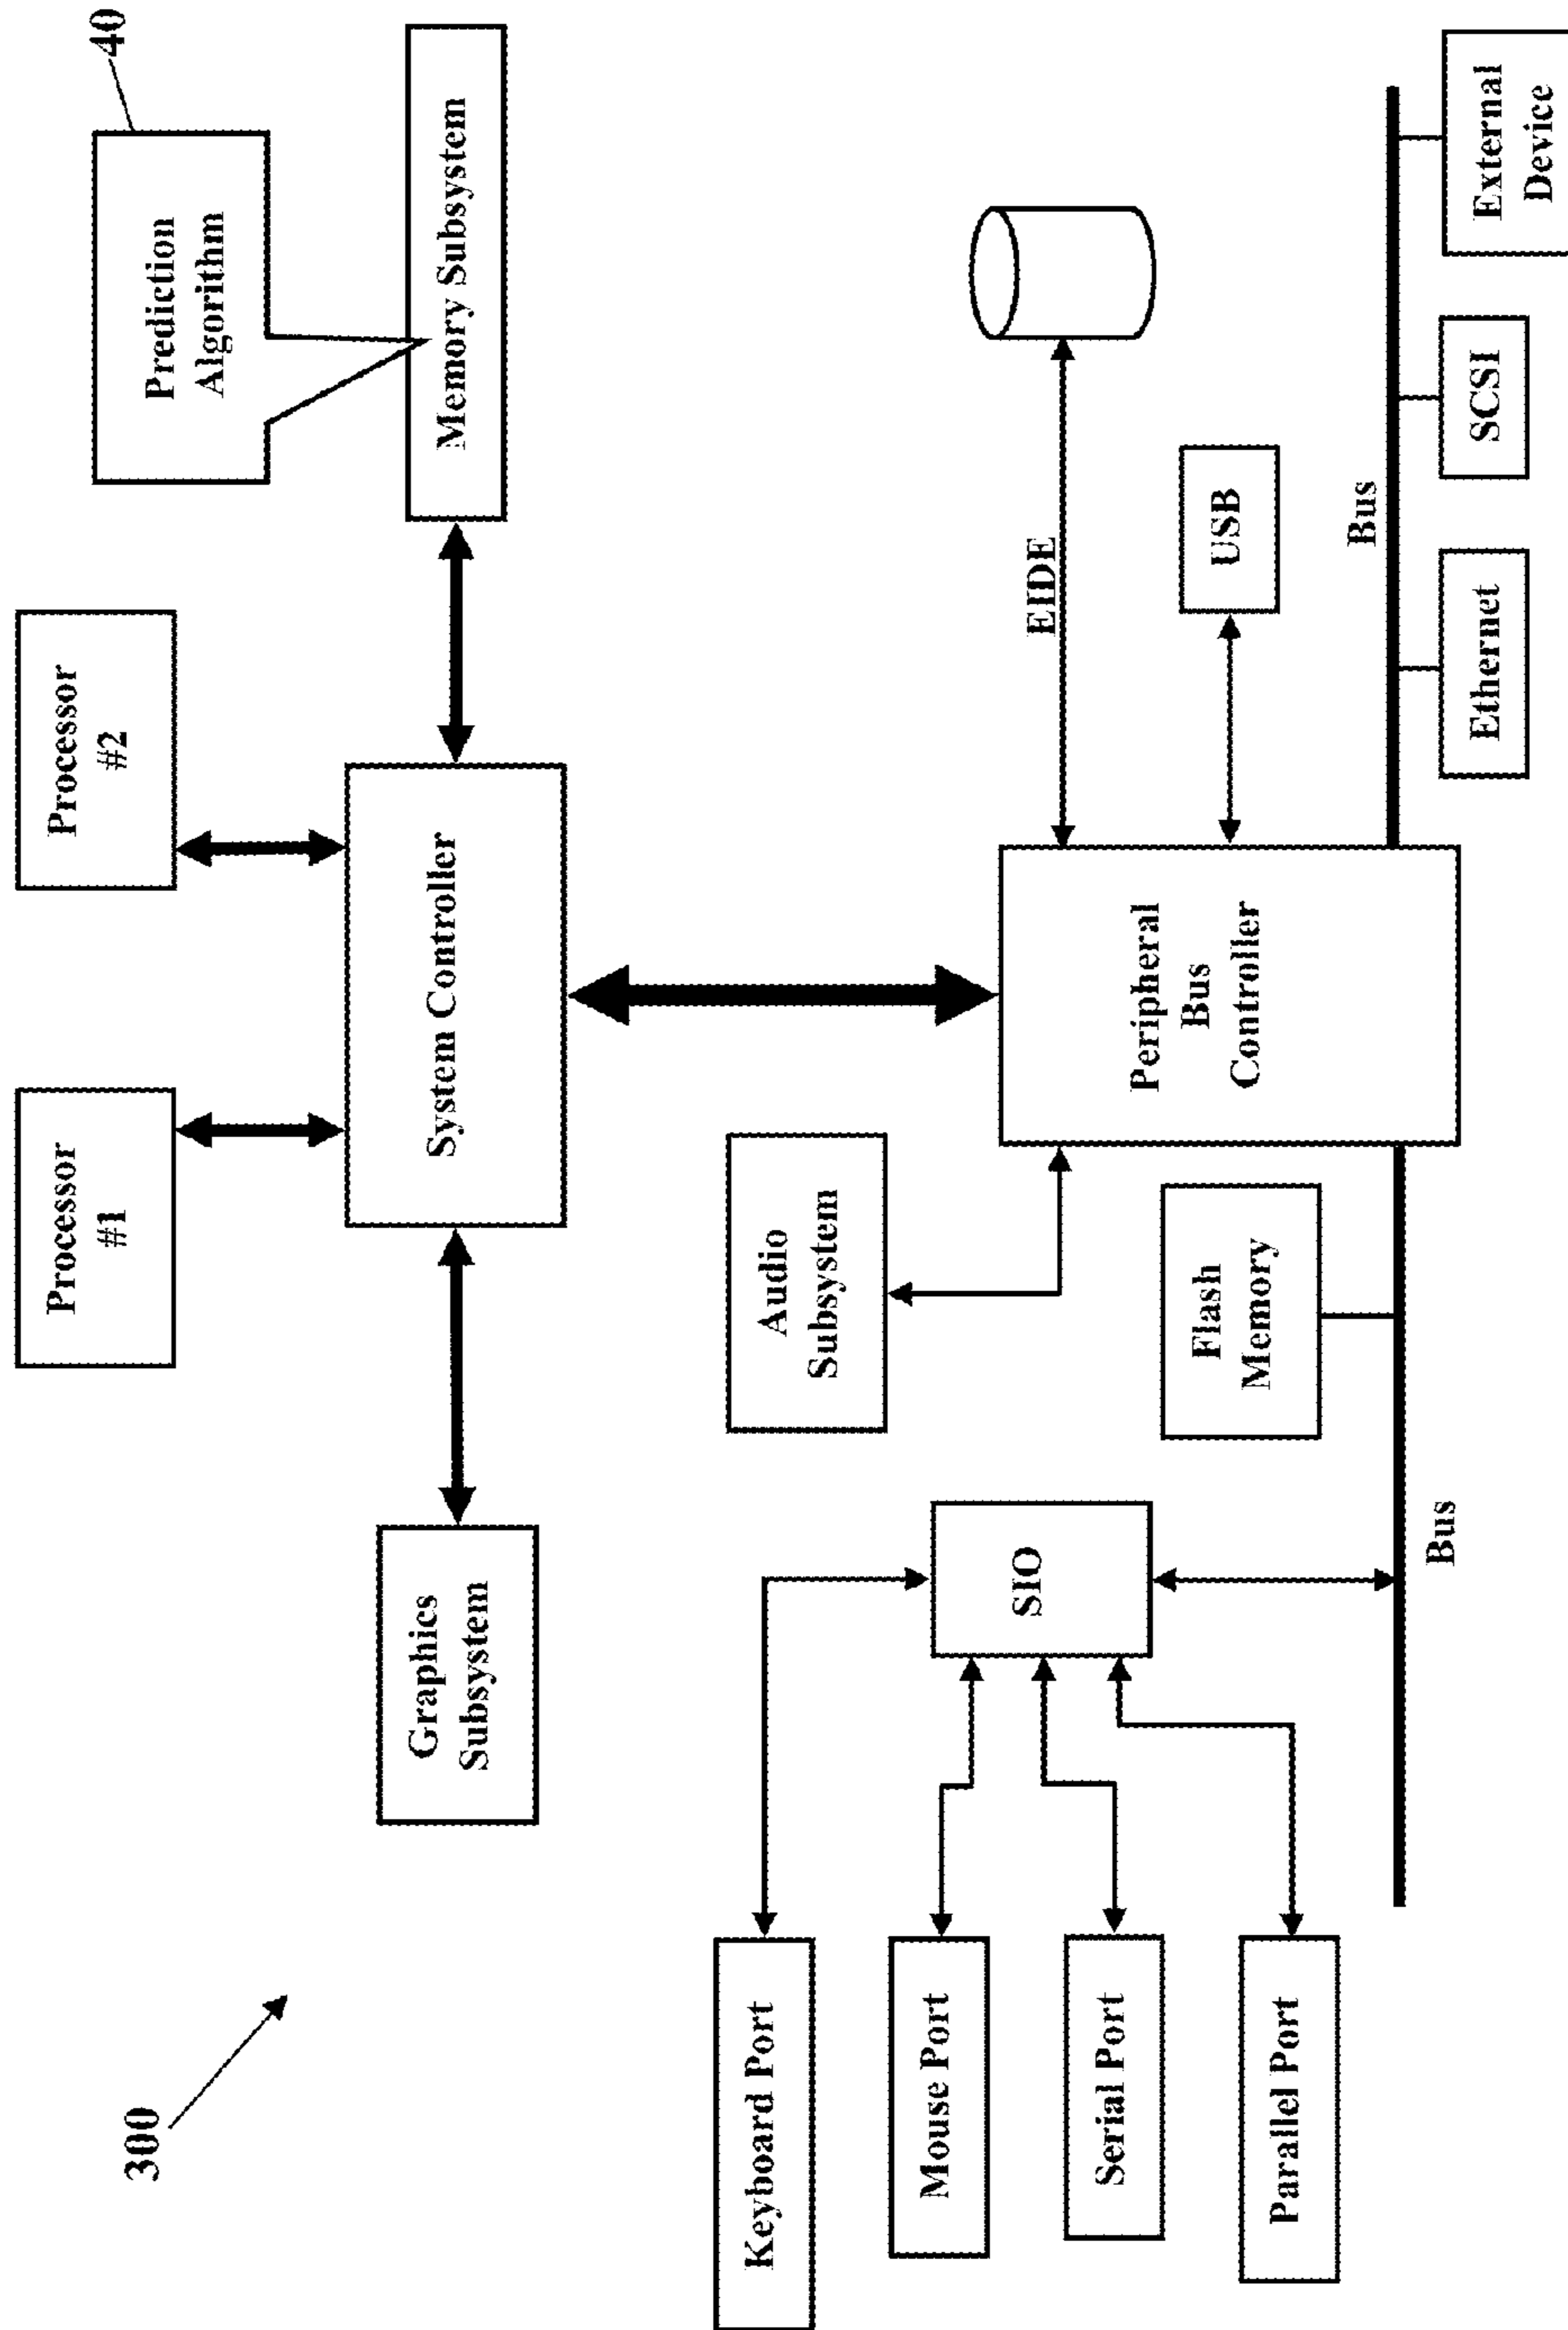 300
40
Processor
#1
Processor
#2
Prediction
Algorithm
Graphics
Subsystem
System Controller
Memory Subsystem
Keyboard Port
Mouse Port
Serial Port
Parallel Port
SIO
Audio
Subsystem
Flash
Memory
Peripheral
Bus
Controller
EIDE
USB
Bus
Bus
Ethernet
SCSI
External
Device